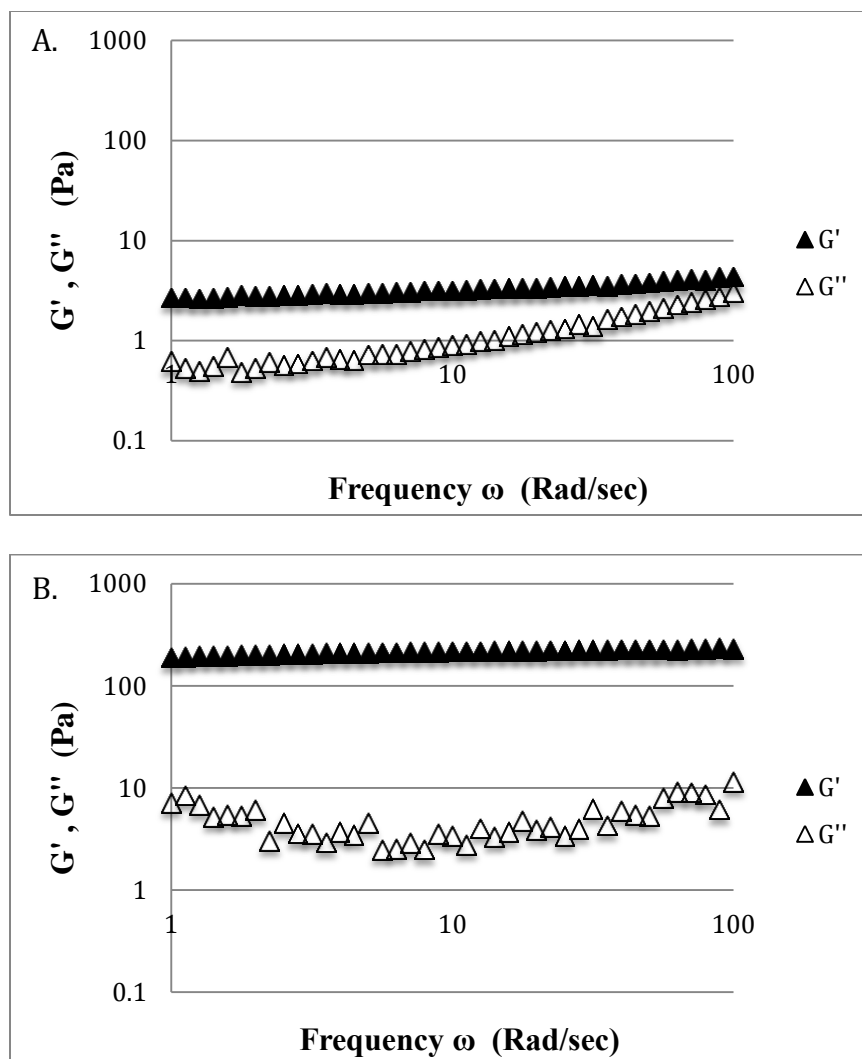 A.
1000
100
10
1
0.1
G' , G'' (Pa)
1 10 100
Frequency ω (Rad/sec)
G'
G''
B.
1000
100
10
1
0.1
G' , G'' (Pa)
1 10 100
Frequency ω (Rad/sec)
G'
G''